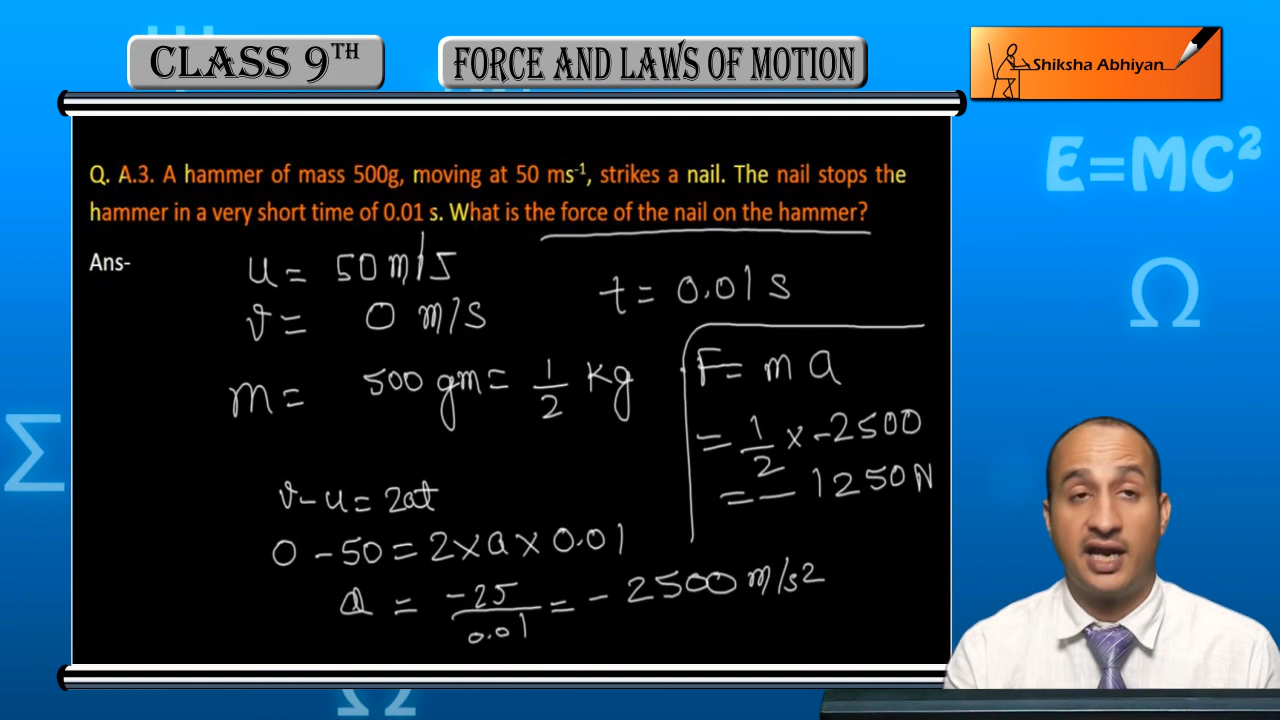 CLASS 9TH
FORCE AND LAWS OF MOTION
Shiksha Abhiyan
E=MC²
Q. A.3. A hammer of mass 500g, moving at 50 ms⁻¹, strikes a nail. The nail stops the
hammer in a very short time of 0.01 s. What is the force of the nail on the hammer?
Ans-
u = 50 m/s
v = 0 m/s
t = 0.01 s
m = 500 gm = 1/2 kg
F = m a
= 1/2 x -2500
= - 1250 N
v - u = 2at
0 - 50 = 2 x a x 0.01
a = -25/0.01 = - 2500 m/s2
Ω
Σ
Ω